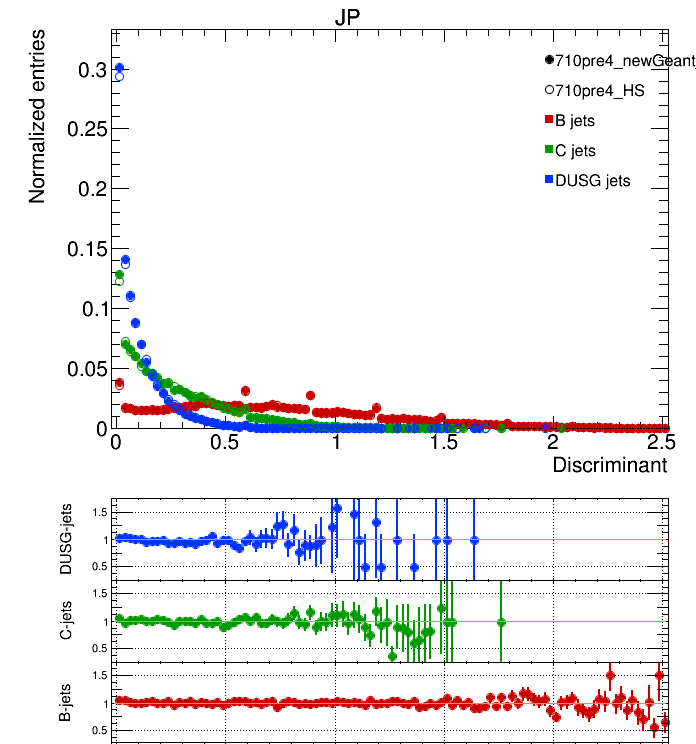 JP
Normalized entries
0.3
0.25
0.2
0.15
0.1
0.05
0
710pre4_newGeant_
710pre4_HS
B jets
C jets
DUSG jets
0 0.5 1 1.5 2 2.5
Discriminant
DUSG-jets
1.5
1
0.5
C-jets
1.5
1
0.5
B-jets
1.5
1
0.5